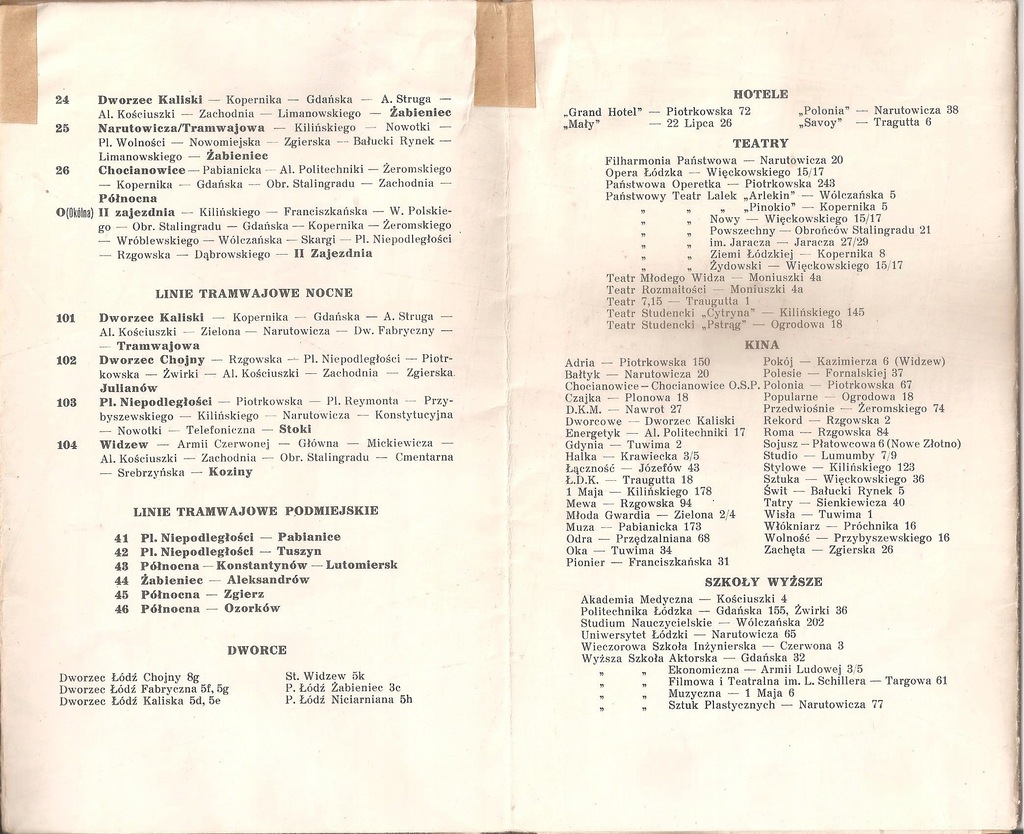 24 Dworzec Kaliski — Kopernika — Gdańska — A. Struga —
Al. Kościuszki — Zachodnia — Limanowskiego — Żabieniec
25 Narutowicza/Tramwajowa — Kilińskiego — Nowotki —
Pl. Wolności — Nowomiejska — Zgierska — Bałucki Rynek —
Limanowskiego — Żabieniec
26 Chocianowice — Pabianicka — Al. Politechniki — Żeromskiego
— Kopernika — Gdańska — Obr. Stalingradu — Zachodnia —
Północna
O(Okólna) II zajezdnia — Kilińskiego — Franciszkańska — W. Polskie-
go — Obr. Stalingradu — Gdańska — Kopernika — Żeromskiego
— Wróblewskiego — Wólczańska — Skargi — Pl. Niepodległości
— Rzgowska — Dąbrowskiego — II Zajezdnia
LINIE TRAMWAJOWE NOCNE
101 Dworzec Kaliski — Kopernika — Gdańska — A. Struga —
Al. Kościuszki — Zielona — Narutowicza — Dw. Fabryczny —
— Tramwajowa
102 Dworzec Chojny — Rzgowska — Pl. Niepodległości — Piotr-
kowska — Żwirki — Al. Kościuszki — Zachodnia — Zgierska
Julianów
103 Pl. Niepodległości — Piotrkowska — Pl. Reymonta — Przy-
byszewskiego — Kilińskiego — Narutowicza — Konstytucyjna
— Nowotki — Telefoniczna — Stoki
104 Widzew — Armii Czerwonej — Główna — Mickiewicza —
Al. Kościuszki — Zachodnia — Obr. Stalingradu — Cmentarna
— Srebrzyńska — Koziny
LINIE TRAMWAJOWE PODMIEJSKIE
41 Pl. Niepodległości — Pabianice
42 Pl. Niepodległości — Tuszyn
43 Północna — Konstantynów — Lutomiersk
44 Żabieniec — Aleksandrów
45 Północna — Zgierz
46 Północna — Ozorków
DWORCE
Dworzec Łódź Chojny 8g
Dworzec Łódź Fabryczna 5f, 5g
Dworzec Łódź Kaliska 5d, 5e
St. Widzew 5k
P. Łódź Żabieniec 3c
P. Łódź Niciarniana 5h
HOTELE
„Grand Hotel” — Piotrkowska 72 „Polonia” — Narutowicza 38
„Mały” — 22 Lipca 26 „Savoy” — Tragutta 6
TEATRY
Filharmonia Państwowa — Narutowicza 20
Opera Łódzka — Więckowskiego 15/17
Państwowa Operetka — Piotrkowska 243
Państwowy Teatr Lalek „Arlekin” — Wólczańska 5
„ „ „ „Pinokio” — Kopernika 5
„ „ Nowy — Więckowskiego 15/17
„ „ Powszechny — Obrońców Stalingradu 21
„ „ im. Jaracza — Jaracza 27/29
„ „ Ziemi Łódzkiej — Kopernika 8
„ „ Żydowski — Więckowskiego 15/17
Teatr Młodego Widza — Moniuszki 4a
Teatr Rozmaitości — Moniuszki 4a
Teatr 7,15 — Traugutta 1
Teatr Studencki „Cytryna” — Kilińskiego 145
Teatr Studencki „Pstrąg” — Ogrodowa 18
KINA
Adria — Piotrkowska 150
Bałtyk — Narutowicza 20
Chocianowice — Chocianowice O.S.P.
Czajka — Plonowa 18
D.K.M. — Nawrot 27
Dworcowe — Dworzec Kaliski
Energetyk — Al. Politechniki 17
Gdynia — Tuwima 2
Halka — Krawiecka 3/5
Łączność — Józefów 43
Ł.D.K. — Traugutta 18
1 Maja — Kilińskiego 178
Mewa — Rzgowska 94
Młoda Gwardia — Zielona 2/4
Muza — Pabianicka 173
Odra — Przędzalniana 68
Oka — Tuwima 34
Pionier — Franciszkańska 31
Pokój — Kazimierza 6 (Widzew)
Polesie — Fornalskiej 37
Polonia — Piotrkowska 67
Popularne — Ogrodowa 18
Przedwiośnie — Żeromskiego 74
Rekord — Rzgowska 2
Roma — Rzgowska 84
Sojusz — Płatowcowa 6 (Nowe Złotno)
Studio — Lumumby 7/9
Stylowe — Kilińskiego 123
Sztuka — Więckowskiego 36
Świt — Bałucki Rynek 5
Tatry — Sienkiewicza 40
Wisła — Tuwima 1
Włókniarz — Próchnika 16
Wolność — Przybyszewskiego 16
Zachęta — Zgierska 26
SZKOŁY WYŻSZE
Akademia Medyczna — Kościuszki 4
Politechnika Łódzka — Gdańska 155, Żwirki 36
Studium Nauczycielskie — Wólczańska 202
Uniwersytet Łódzki — Narutowicza 65
Wieczorowa Szkoła Inżynierska — Czerwona 3
Wyższa Szkoła Aktorska — Gdańska 32
„ „ Ekonomiczna — Armii Ludowej 3/5
„ „ Filmowa i Teatralna im. L. Schillera — Targowa 61
„ „ Muzyczna — 1 Maja 6
„ „ Sztuk Plastycznych — Narutowicza 77